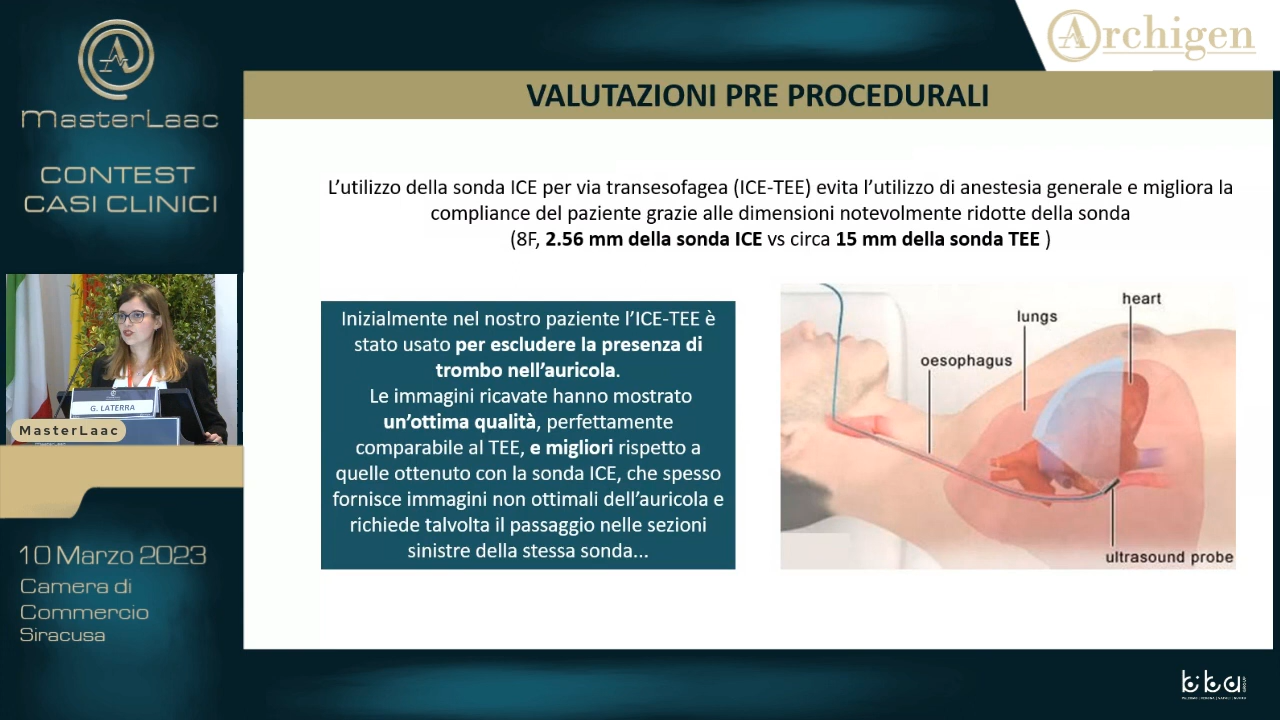 Archigen
MasterLaac
CONTEST
CASI CLINICI
VALUTAZIONI PRE PROCEDURALI
L'utilizzo della sonda ICE per via transesofagea (ICE-TEE) evita l'utilizzo di anestesia generale e migliora la
compliance del paziente grazie alle dimensioni notevolmente ridotte della sonda
(8F, 2.56 mm della sonda ICE vs circa 15 mm della sonda TEE )
Inizialmente nel nostro paziente l'ICE-TEE è
stato usato per escludere la presenza di
trombo nell'auricola.
Le immagini ricavate hanno mostrato
un'ottima qualità, perfettamente
comparabile al TEE, e migliori rispetto a
quelle ottenuto con la sonda ICE, che spesso
fornisce immagini non ottimali dell'auricola e
richiede talvolta il passaggio nelle sezioni
sinistre della stessa sonda...
heart
lungs
oesophagus
ultrasound probe
G. LATERRA
MasterLaac
10 Marzo 2023
Camera di
Commercio
Siracusa
bba
GROUP